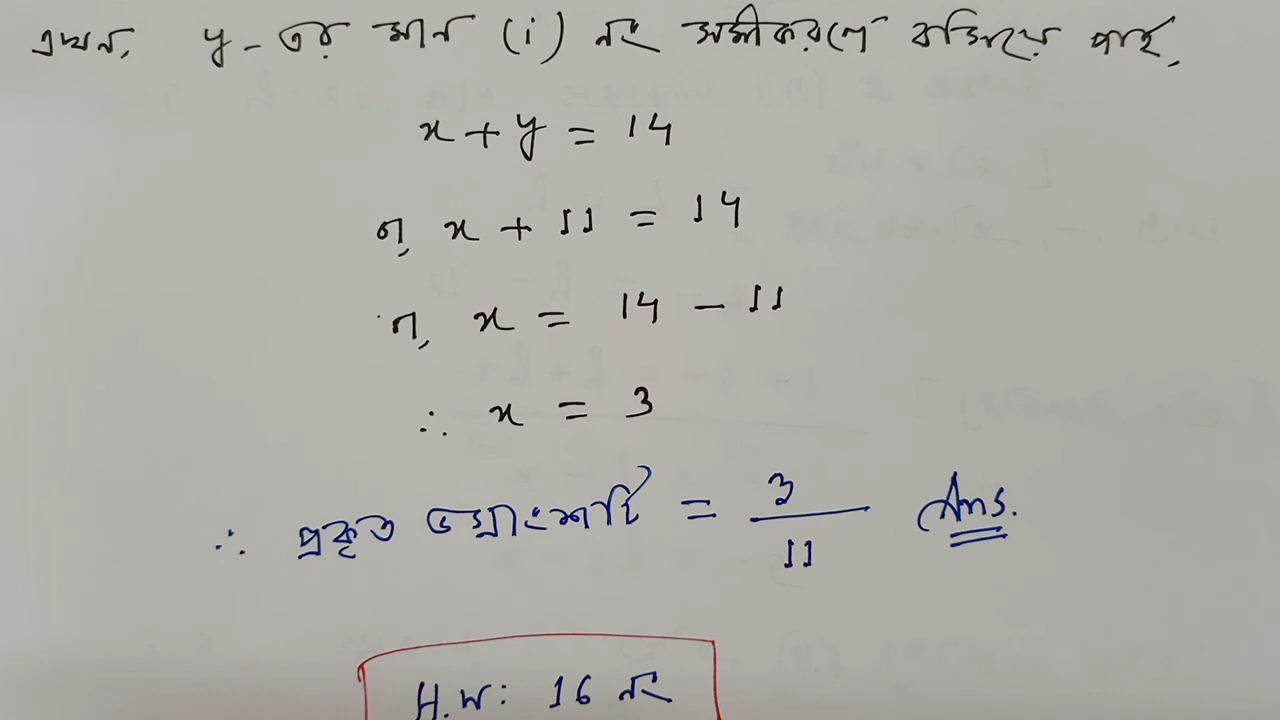 এখন, y-এর মান (i) নং সমীকরণে বসিয়ে পাই,
x + y = 14
বা, x + 11 = 14
বা, x = 14 - 11
∴ x = 3
∴ প্রকৃত ভগ্নাংশটি = 3/11 Ans.
H.W: 16 নং